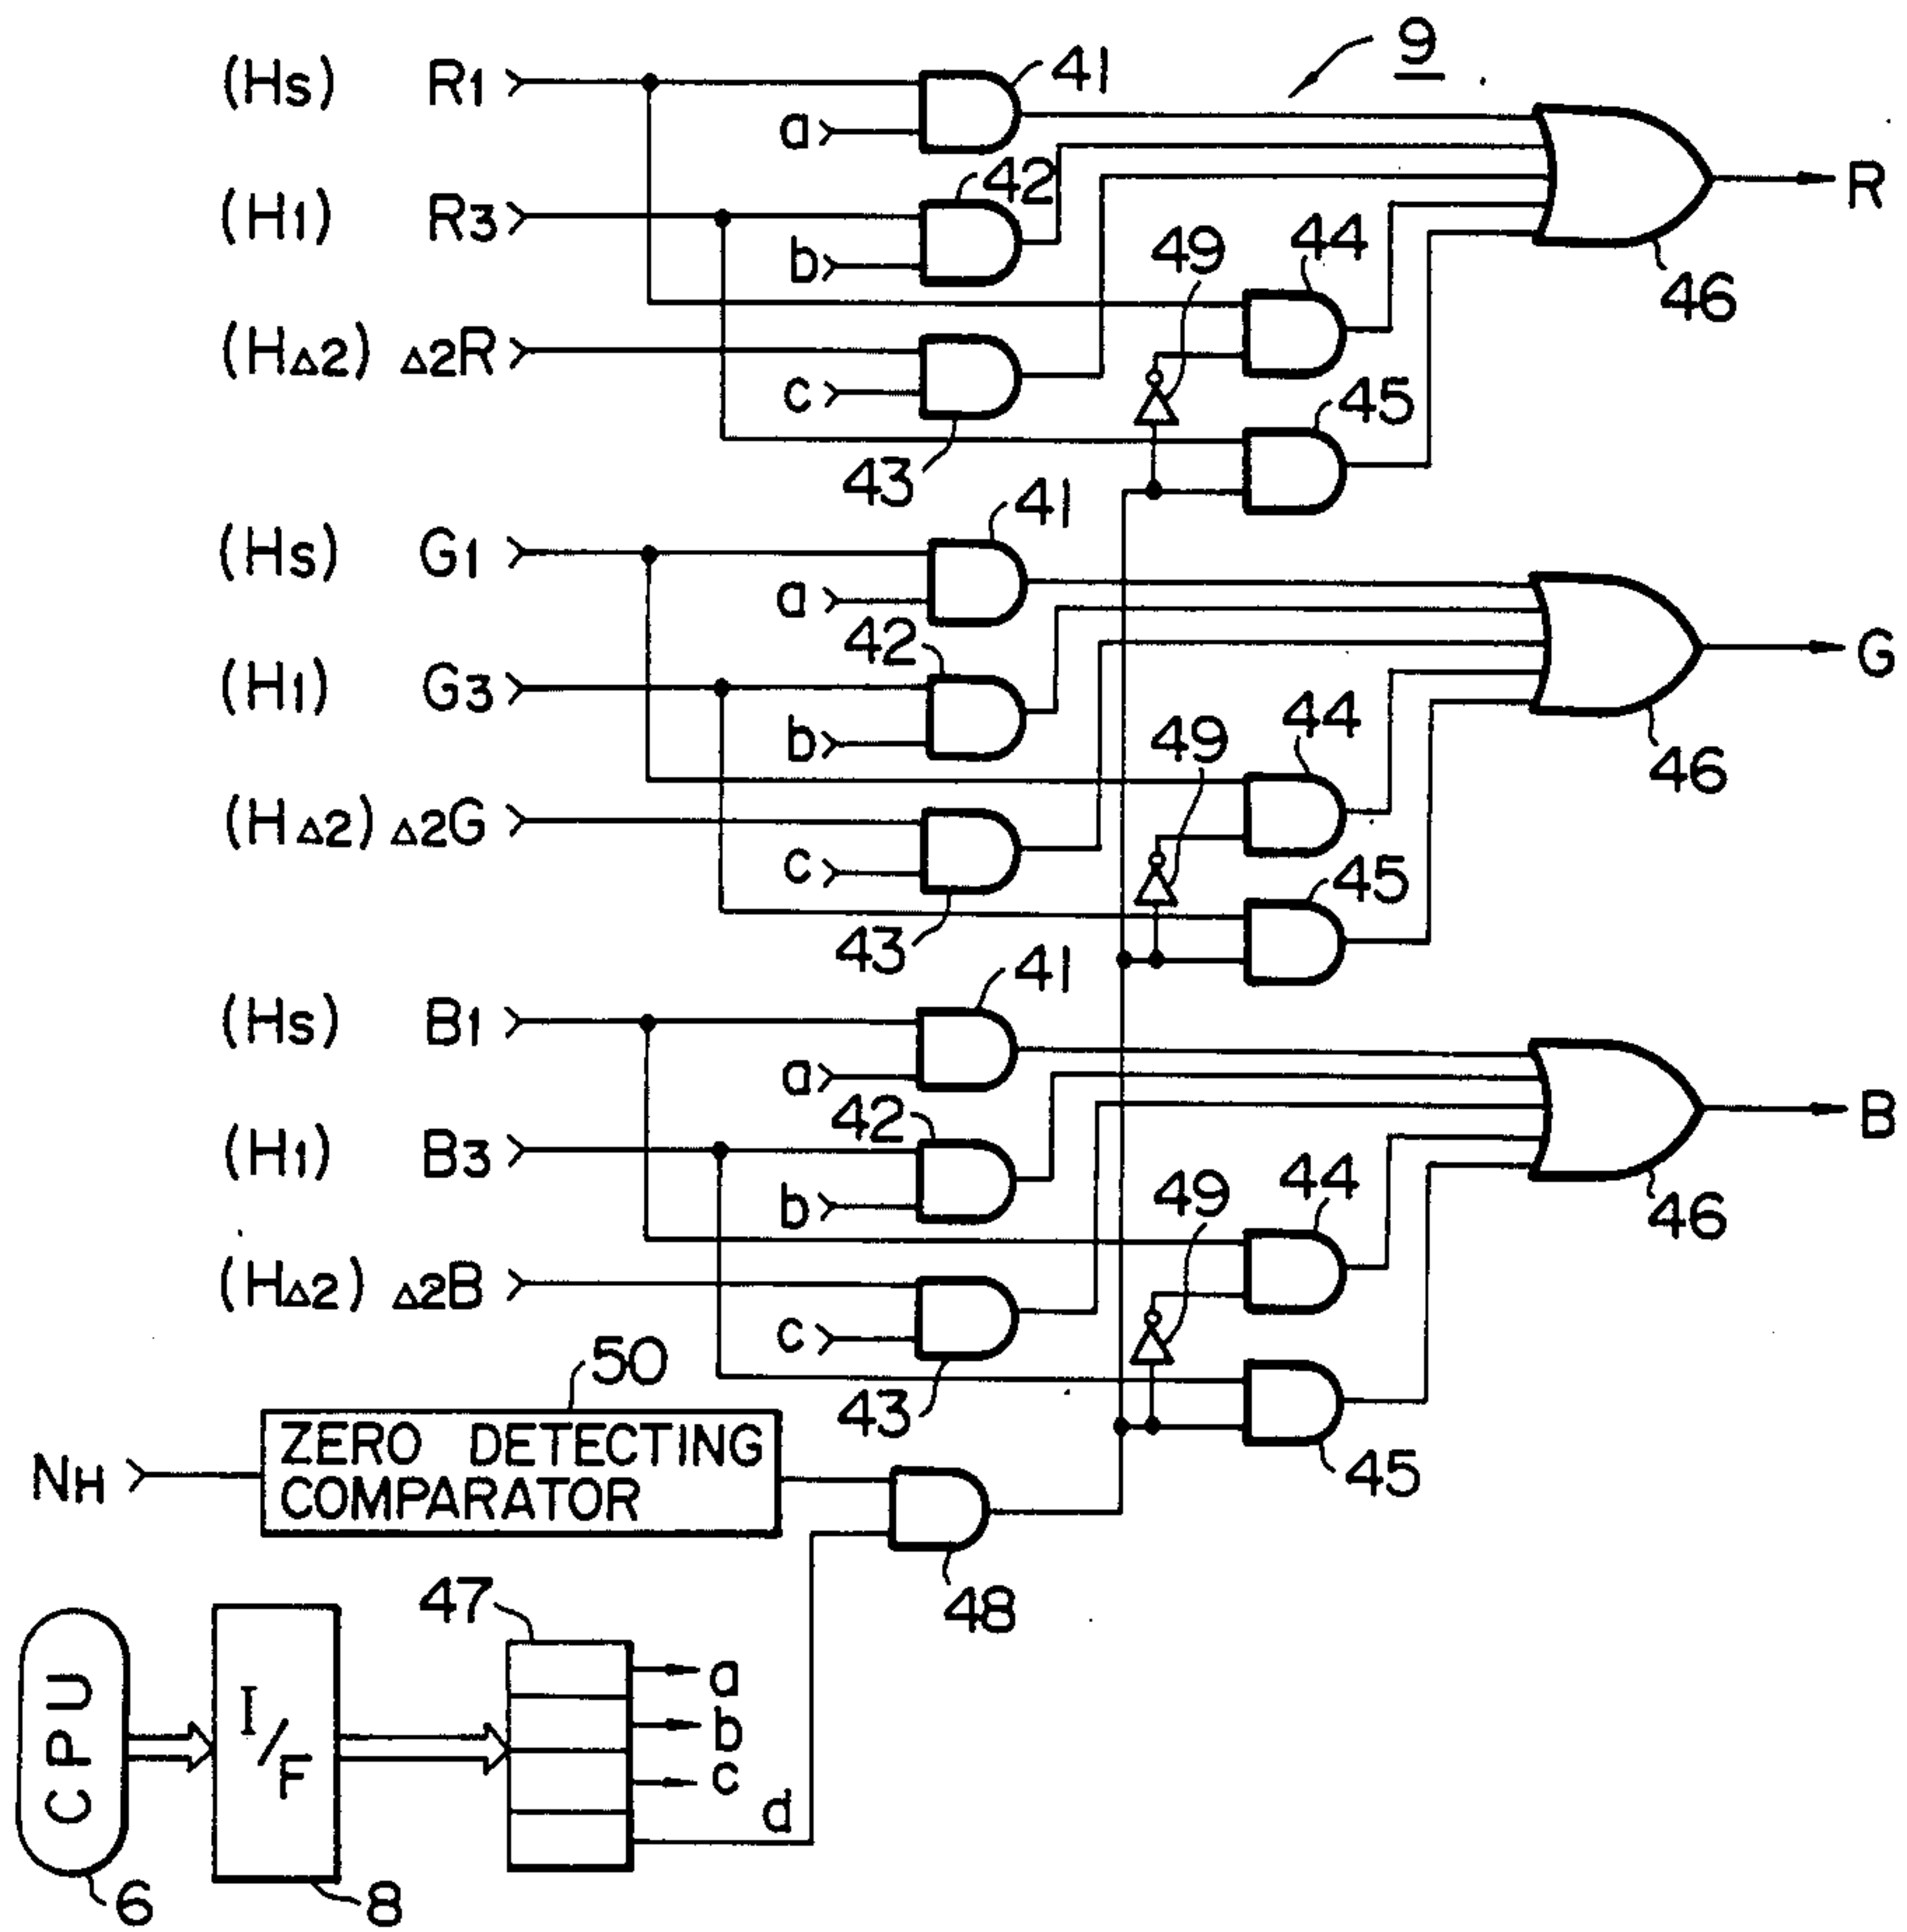 9
(Hs) R1
41
a
(H1) R3
42
b
49
44
R
46
(HΔ2) Δ2R
c
45
43
(Hs) G1
41
a
42
(H1) G3
b
49
44
G
46
(HΔ2) Δ2G
c
45
43
(Hs) B1
41
a
42
(H1) B3
b
49
44
B
46
(HΔ2) Δ2B
c
50
43
NH
ZERO DETECTING
COMPARATOR
45
47
48
CPU
I/F
a
b
c
d
6
8